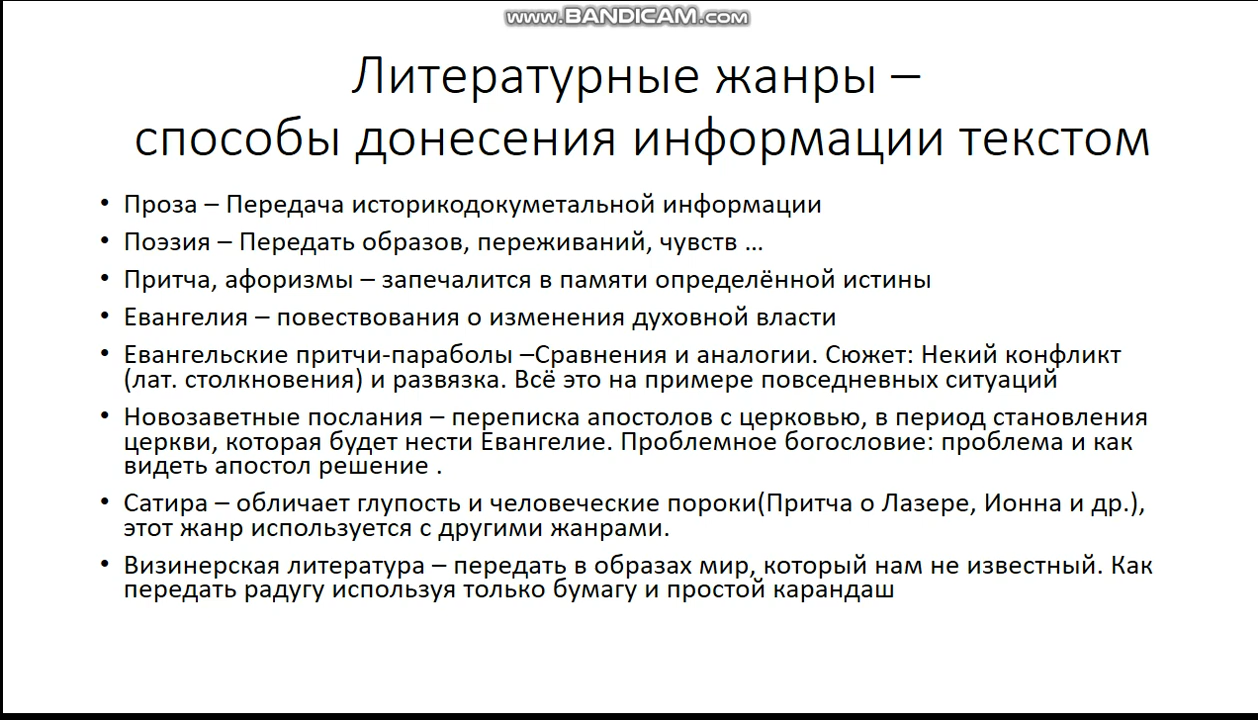 www.BANDICAM.com
Литературные жанры –
способы донесения информации текстом
• Проза – Передача историкодокуметальной информации
• Поэзия – Передать образов, переживаний, чувств ...
• Притча, афоризмы – запечалится в памяти определённой истины
• Евангелия – повествования о изменения духовной власти
• Евангельские притчи-параболы –Сравнения и аналогии. Сюжет: Некий конфликт
(лат. столкновения) и развязка. Всё это на примере повседневных ситуаций
• Новозаветные послания – переписка апостолов с церковью, в период становления
церкви, которая будет нести Евангелие. Проблемное богословие: проблема и как
видеть апостол решение .
• Сатира – обличает глупость и человеческие пороки(Притча о Лазере, Ионна и др.),
этот жанр используется с другими жанрами.
• Визинерская литература – передать в образах мир, который нам не известный. Как
передать радугу используя только бумагу и простой карандаш